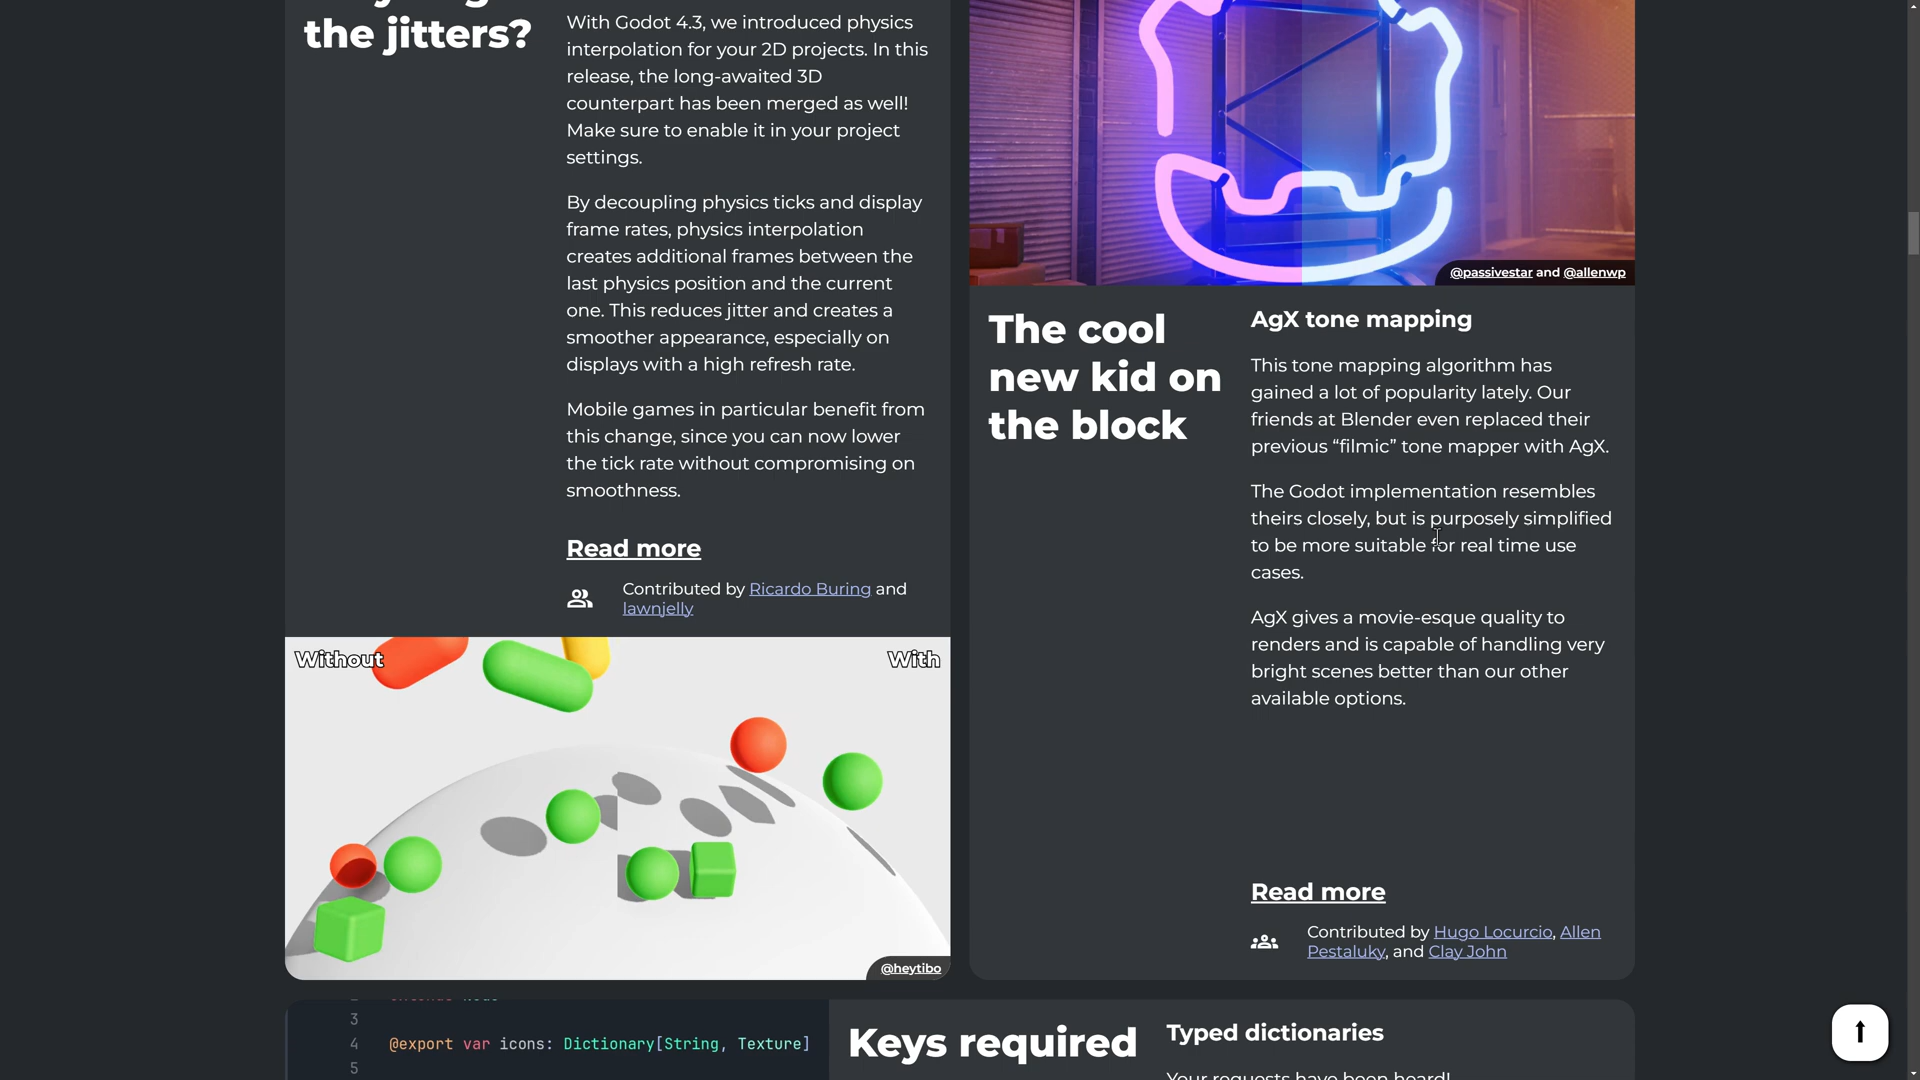 the jitters?
With Godot 4.3, we introduced physics
interpolation for your 2D projects. In this
release, the long-awaited 3D
counterpart has been merged as well!
Make sure to enable it in your project
settings.
By decoupling physics ticks and display
frame rates, physics interpolation
creates additional frames between the
last physics position and the current
one. This reduces jitter and creates a
smoother appearance, especially on
displays with a high refresh rate.
Mobile games in particular benefit from
this change, since you can now lower
the tick rate without compromising on
smoothness.
Read more
Contributed by Ricardo Buring and
lawnjelly
Without
With
@heytibo
@passivestar and @allenwp
The cool
new kid on
the block
AgX tone mapping
This tone mapping algorithm has
gained a lot of popularity lately. Our
friends at Blender even replaced their
previous “filmic” tone mapper with AgX.
The Godot implementation resembles
theirs closely, but is purposely simplified
to be more suitable for real time use
cases.
AgX gives a movie-esque quality to
renders and is capable of handling very
bright scenes better than our other
available options.
Read more
Contributed by Hugo Locurcio, Allen
Pestaluky, and Clay John
3
4 @export var icons: Dictionary[String, Texture]
5
Keys required
Typed dictionaries
Your requests have been heard!